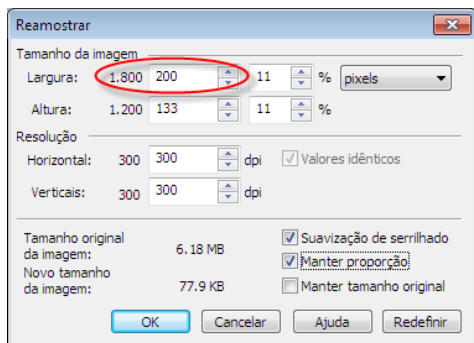 Reamostrar
Tamanho da imagem
Largura: 1.800 200 11 % pixels
Altura: 1.200 133 11 %
Resolução
Horizontal: 300 300 dpi Valores idênticos
Verticais: 300 300 dpi
Tamanho original da imagem: 6.18 MB
Novo tamanho da imagem: 77.9 KB
Suavização de serrilhado
Manter proporção
Manter tamanho original
OK Cancelar Ajuda Redefinir